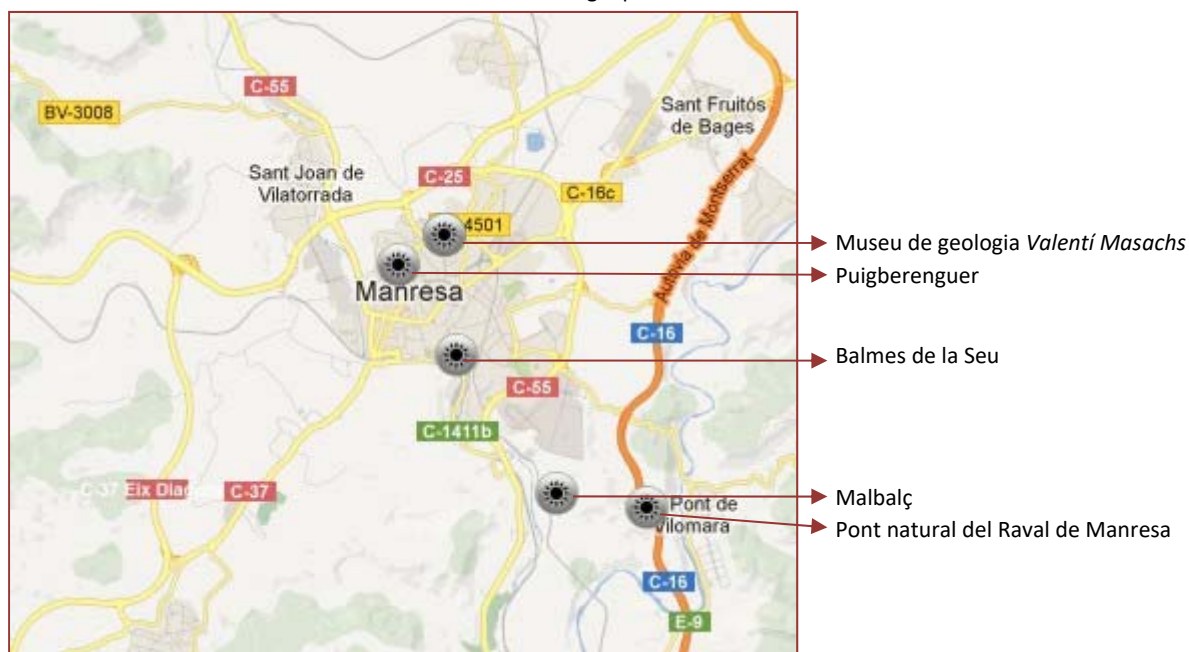 C-55
BV-3008
Sant Fruitós
de Bages
Sant Joan de
Vilatorrada
C-25
C-16c
4501
Autovía de Montserrat
Museu de geologia Valentí Masachs
Puigberenguer
Manresa
C-16
Balmes de la Seu
C-55
C-1411b
C-37 Eix
C-37
Malbalç
Pont de
Vilomara
Pont natural del Raval de Manresa
C-16
E-9